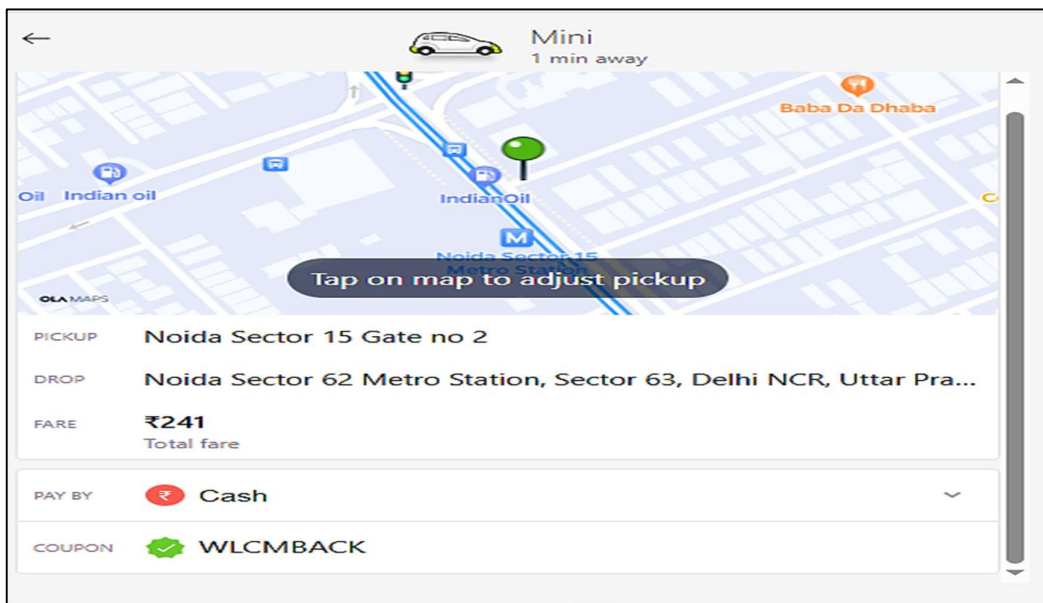 Mini
1 min away
Baba Da Dhaba
Oil Indian oil
IndianOil
M
Noida Sector 15
Metro Station
Tap on map to adjust pickup
OLA MAPS
PICKUP Noida Sector 15 Gate no 2
DROP Noida Sector 62 Metro Station, Sector 63, Delhi NCR, Uttar Pra...
FARE ₹241
Total fare
PAY BY ₹ Cash
COUPON WLCMBACK